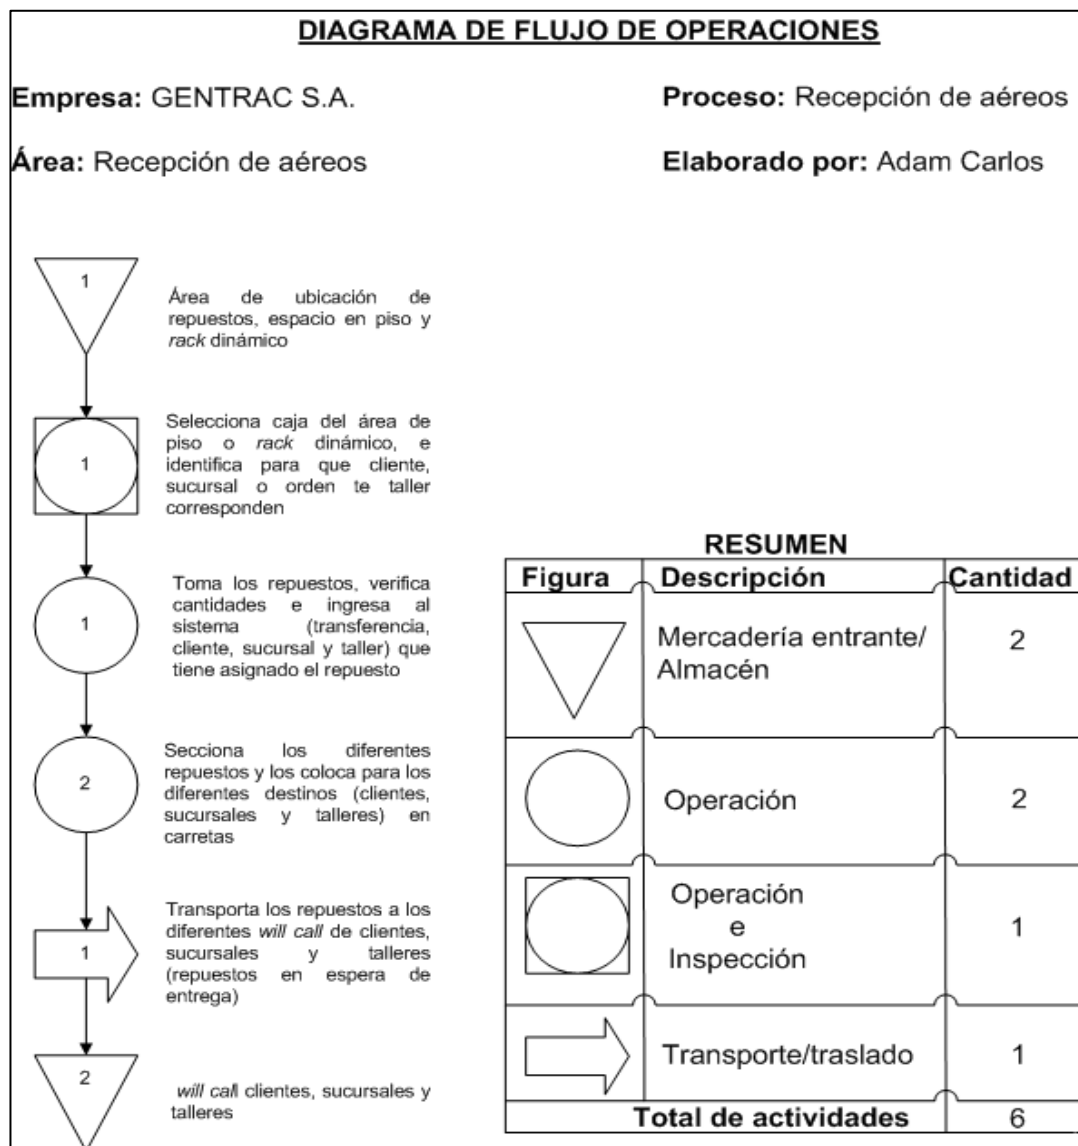 DIAGRAMA DE FLUJO DE OPERACIONES
Empresa: GENTRAC S.A.
Proceso: Recepción de aéreos
Área: Recepción de aéreos
Elaborado por: Adam Carlos
1
Área de ubicación de
repuestos, espacio en piso y
rack dinámico
1
Selecciona caja del área de
piso o rack dinámico, e
identifica para que cliente,
sucursal o orden te taller
corresponden
1
Toma los repuestos, verifica
cantidades e ingresa al
sistema (transferencia,
cliente, sucursal y taller) que
tiene asignado el repuesto
2
Secciona los diferentes
repuestos y los coloca para los
diferentes destinos (clientes,
sucursales y talleres) en
carretas
1
Transporta los repuestos a los
diferentes will call de clientes,
sucursales y talleres
(repuestos en espera de
entrega)
2
will call clientes, sucursales y
talleres
RESUMEN
Figura Descripción Cantidad
Mercadería entrante/
Almacén
2
Operación 2
Operación
e
Inspección
1
Transporte/traslado 1
Total de actividades 6